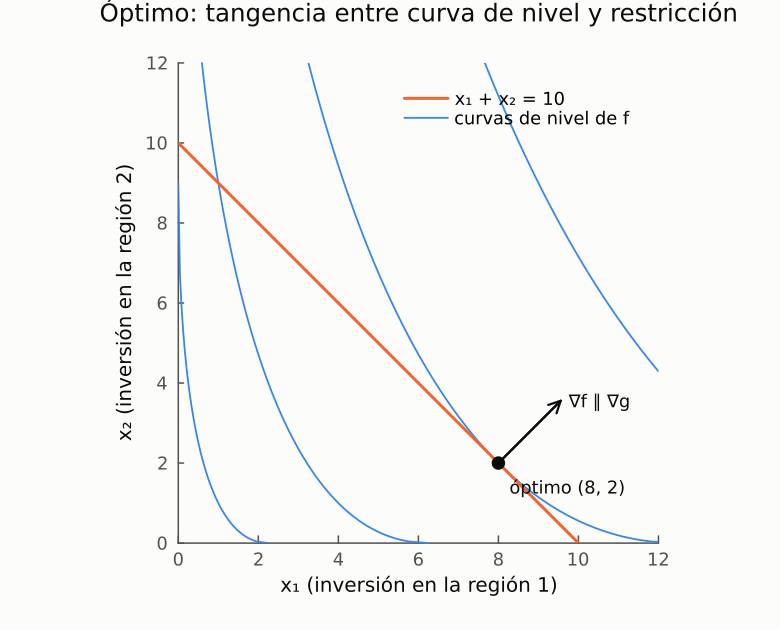 Óptimo: tangencia entre curva de nivel y restricción
12
10
8
6
4
2
0
x₂ (inversión en la región 2)
x₁ + x₂ = 10
curvas de nivel de f
∇f ∥ ∇g
óptimo (8, 2)
0 2 4 6 8 10 12
x₁ (inversión en la región 1)